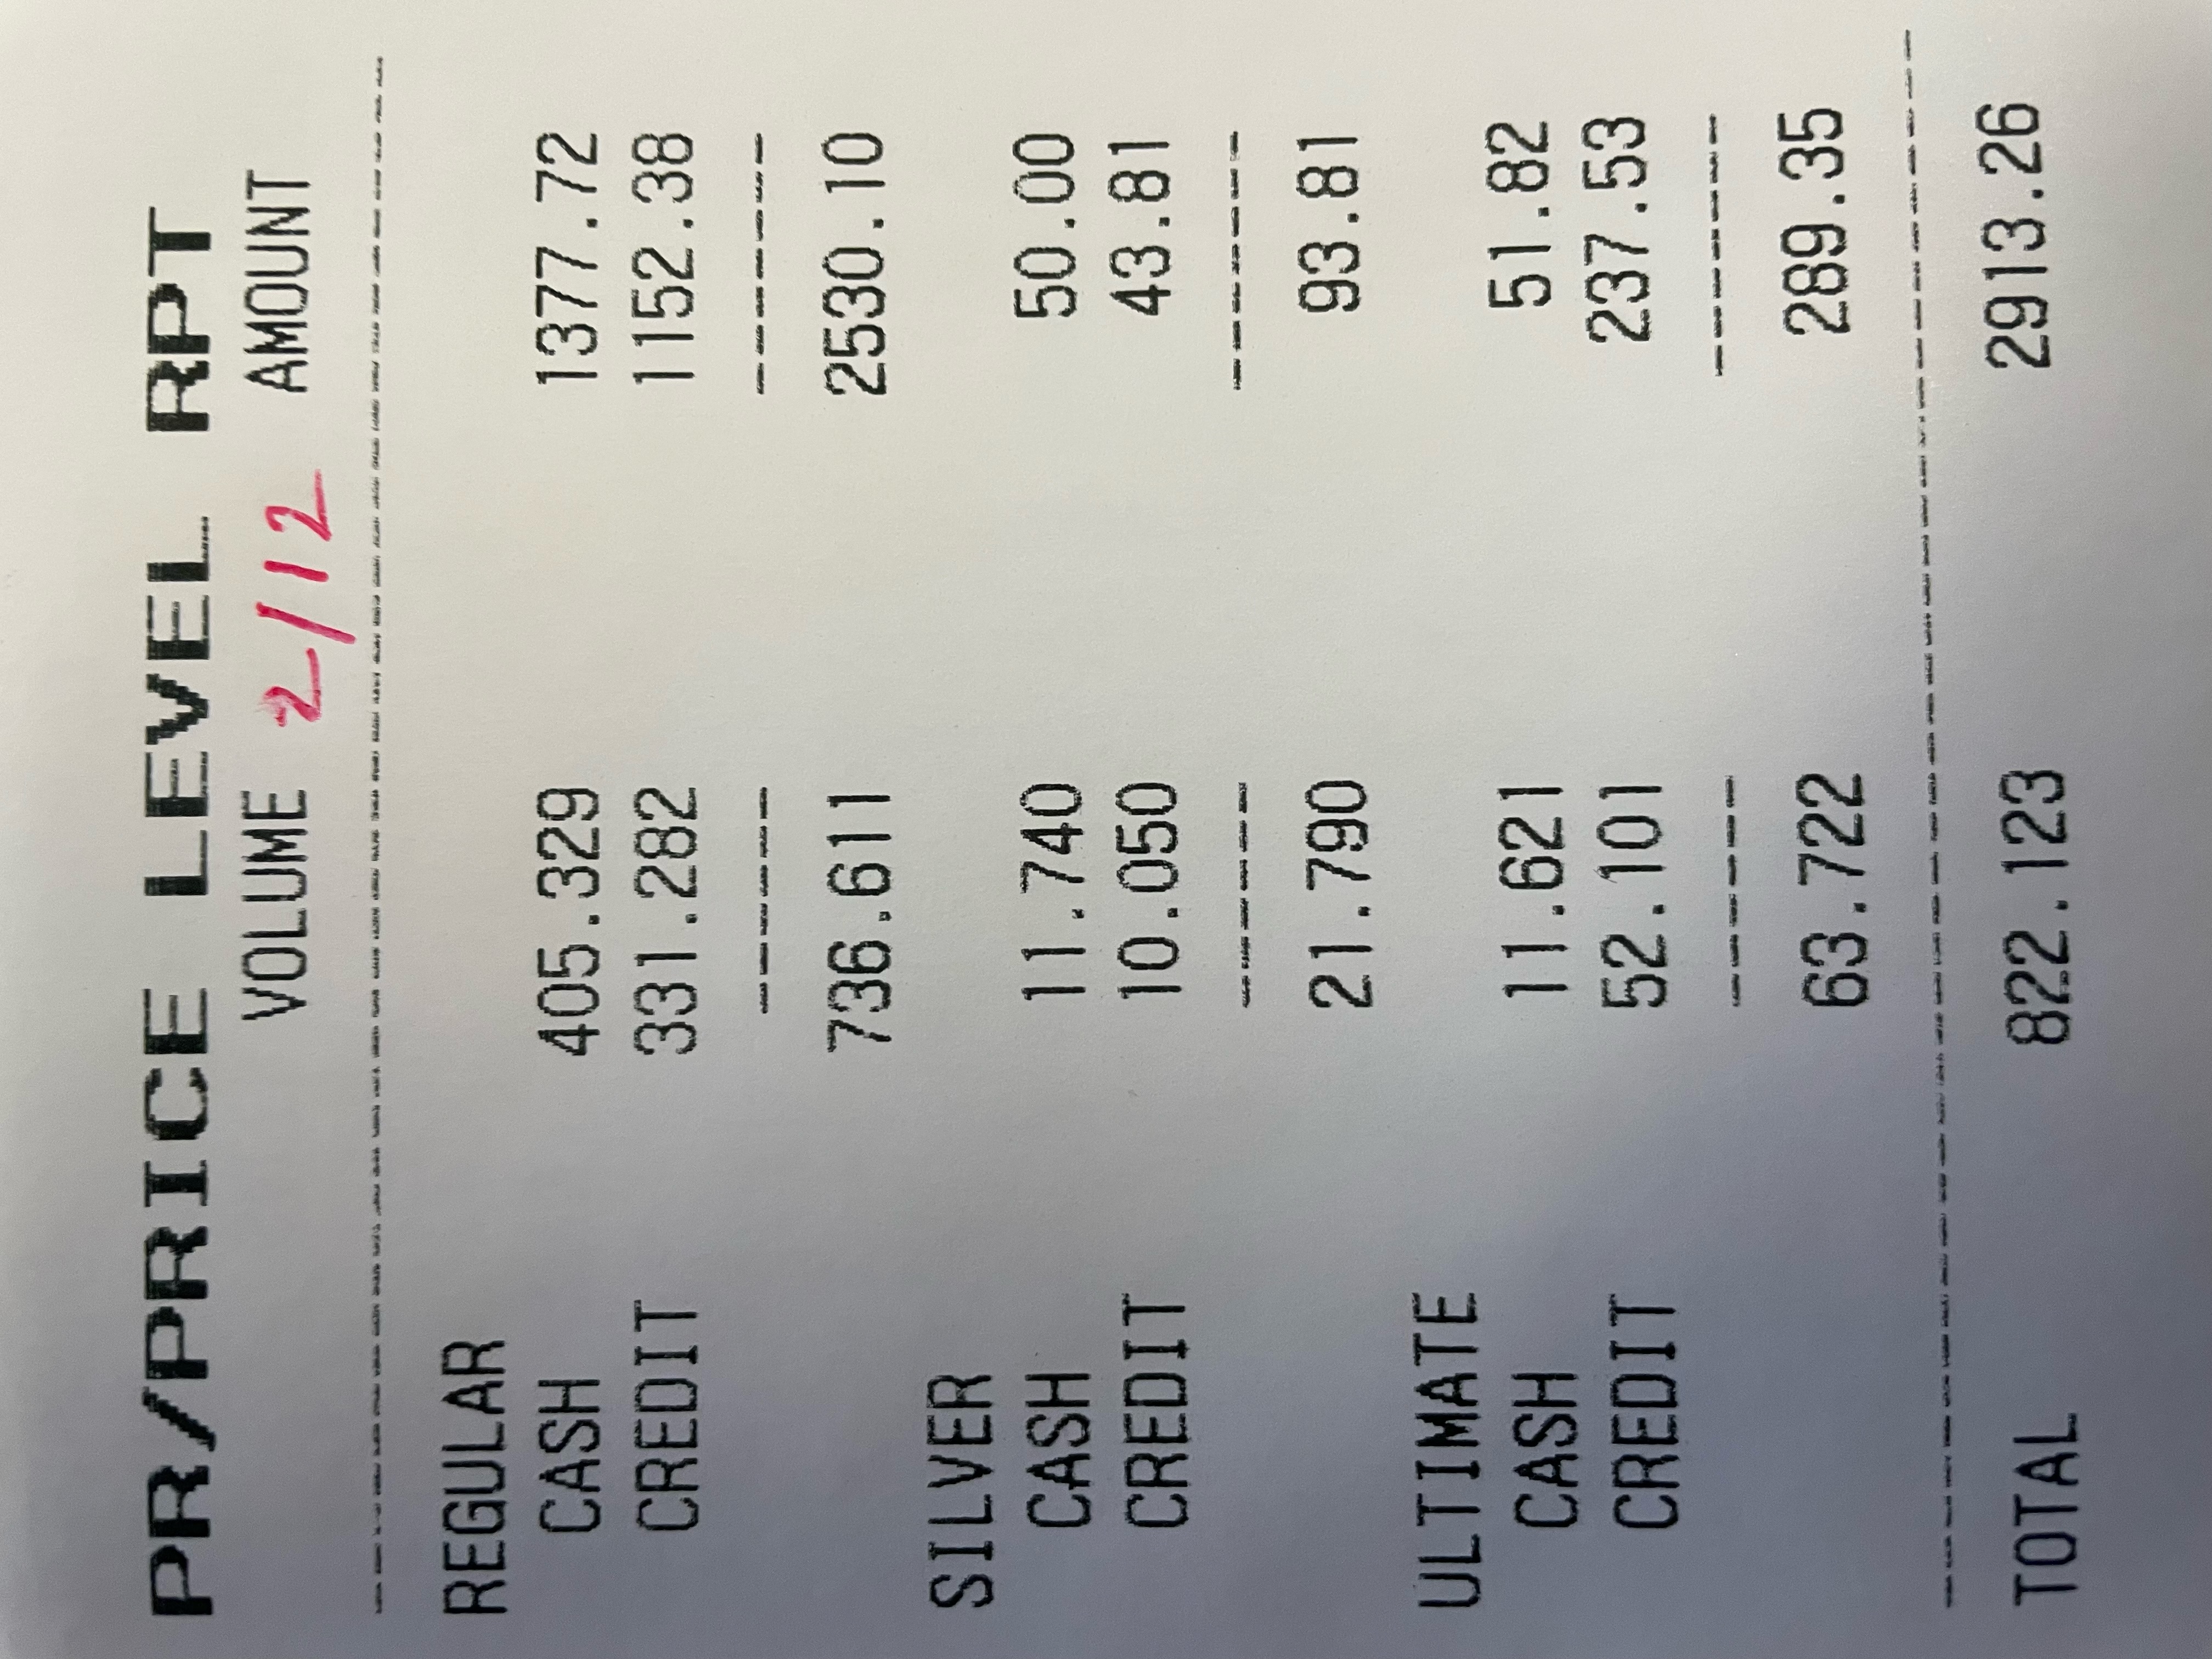 PR/PRICE LEVEL RPT
VOLUME 2/12 AMOUNT
REGULAR
CASH 405.329 1377.72
CREDIT 331.282 1152.38
736.611 2530.10
SILVER
CASH 11.740 50.00
CREDIT 10.050 43.81
21.790 93.81
ULTIMATE
CASH 11.621 51.82
CREDIT 52.101 237.53
63.722 289.35
TOTAL 822.123 2913.26